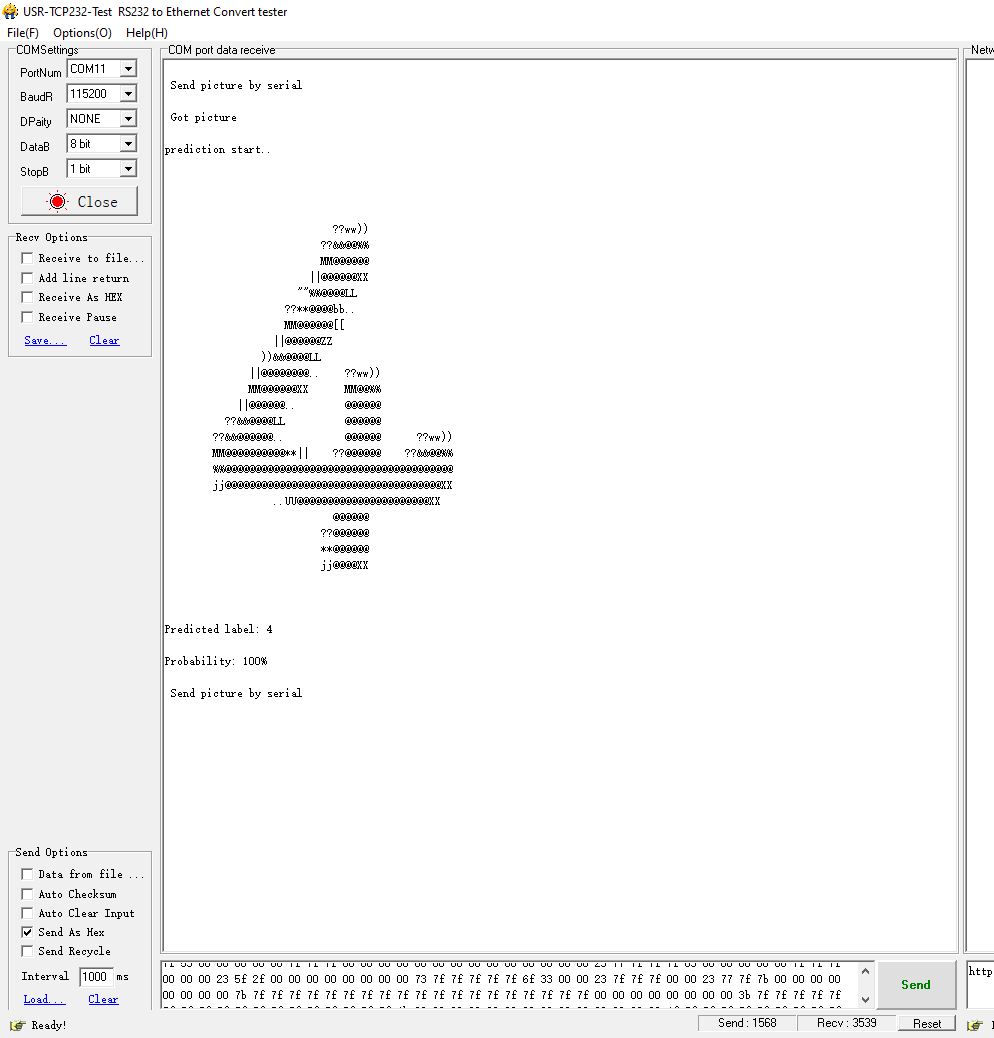 USR-TCP232-Test RS232 to Ethernet Convert tester
File(F) Options(O) Help(H)
COMSettings
PortNum COM11
BaudR 115200
DPaity NONE
DataB 8 bit
StopB 1 bit
Close
Recv Options
Receive to file...
Add line return
Receive As HEX
Receive Pause
Save... Clear
COM port data receive
Send picture by serial
Got picture
prediction start..
??ww))
??&&@@%%
MM@@@@@@
||@@@@@@XX
""%%@@@@LL
??**@@@@bb..
MM@@@@@@[[
||@@@@@@ZZ
))&&@@@@LL
||@@@@@@@@.. ??ww))
MM@@@@@@XX MM@@%%
||@@@@@@.. @@@@@@
??&&@@@@LL @@@@@@
??&&@@@@@@.. @@@@@@ ??ww))
MM@@@@@@@@@@**|| ??@@@@@@ ??&&@@%%
%%@@@@@@@@@@@@@@@@@@@@@@@@@@@@@@@@@@@@@@
jj@@@@@@@@@@@@@@@@@@@@@@@@@@@@@@@@@@@@XX
..UU@@@@@@@@@@@@@@@@@@@@@@XX
@@@@@@
??@@@@@@
**@@@@@@
jj@@@@XX
Predicted label: 4
Probability: 100%
Send picture by serial
Send Options
Data from file ...
Auto Checksum
Auto Clear Input
Send As Hex
Send Recycle
Interval 1000 ms
Load... Clear
00 00 00 23 5f 2f 00 00 00 00 00 00 00 00 73 7f 7f 7f 7f 7f 6f 33 00 00 23 7f 7f 7f 00 00 23 77 7f 7b 00 00 00 00
00 00 00 00 7b 7f 7f 7f 7f 7f 7f 7f 7f 7f 7f 7f 7f 7f 7f 7f 7f 7f 7f 7f 00 00 00 00 00 00 00 00 3b 7f 7f 7f 7f 7f
Send
Ready!
Send : 1568
Recv : 3539
Reset
http